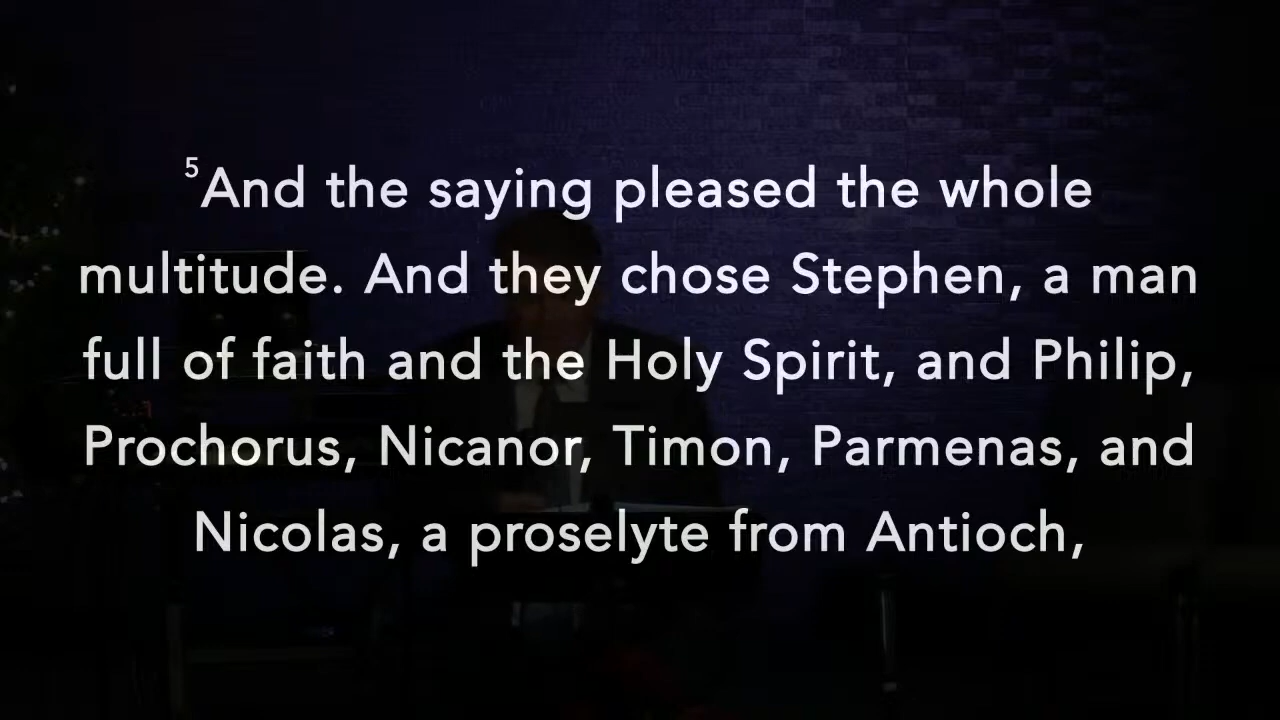 5And the saying pleased the whole
multitude. And they chose Stephen, a man
full of faith and the Holy Spirit, and Philip,
Prochorus, Nicanor, Timon, Parmenas, and
Nicolas, a proselyte from Antioch,